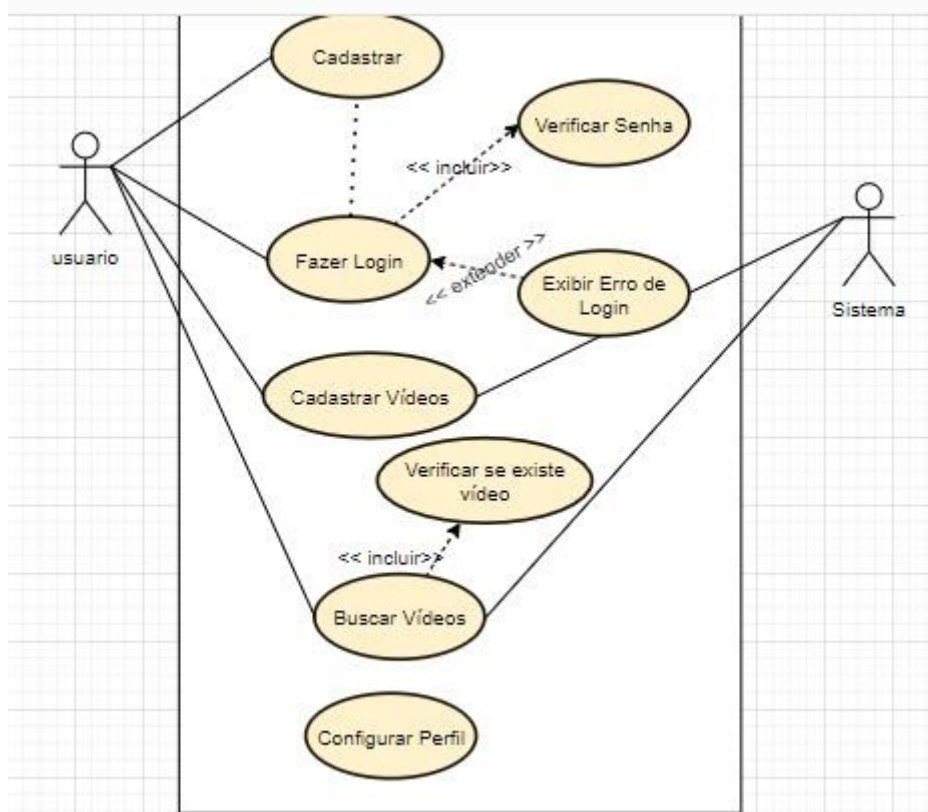 Cadastrar
Verificar Senha
<< incluir>>
usuario
Fazer Login
<< extender >>
Exibir Erro de
Login
Sistema
Cadastrar Vídeos
Verificar se existe
vídeo
<< incluir>>
Buscar Vídeos
Configurar Perfil